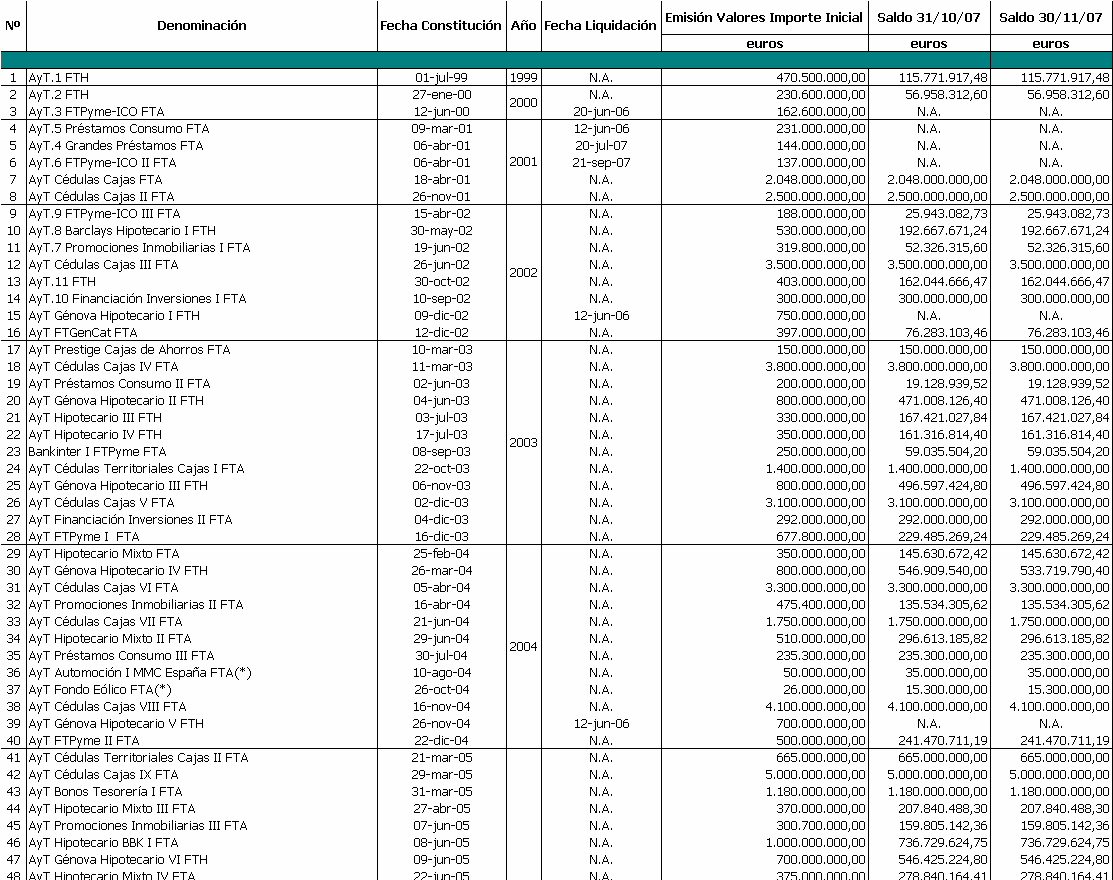 Nº Denominación Fecha Constitución Año Fecha Liquidación Emisión Valores Importe Inicial Saldo 31/10/07 Saldo 30/11/07
euros euros euros
1 AyT.1 FTH 01-jul-99 1999 N.A. 470.500.000,00 115.771.917,48 115.771.917,48
2 AyT.2 FTH 27-ene-00 2000 N.A. 230.600.000,00 56.958.312,60 56.958.312,60
3 AyT.3 FTPyme-ICO FTA 12-jun-00 20-jun-06 162.600.000,00 N.A. N.A.
4 AyT.5 Préstamos Consumo FTA 09-mar-01 12-jun-06 231.000.000,00 N.A. N.A.
5 AyT.4 Grandes Préstamos FTA 06-abr-01 20-jul-07 144.000.000,00 N.A. N.A.
6 AyT.6 FTPyme-ICO II FTA 06-abr-01 2001 21-sep-07 137.000.000,00 N.A. N.A.
7 AyT Cédulas Cajas FTA 18-abr-01 N.A. 2.048.000.000,00 2.048.000.000,00 2.048.000.000,00
8 AyT Cédulas Cajas II FTA 26-nov-01 N.A. 2.500.000.000,00 2.500.000.000,00 2.500.000.000,00
9 AyT.9 FTPyme-ICO III FTA 15-abr-02 N.A. 188.000.000,00 25.943.082,73 25.943.082,73
10 AyT.8 Barclays Hipotecario I FTH 30-may-02 N.A. 530.000.000,00 192.667.671,24 192.667.671,24
11 AyT.7 Promociones Inmobiliarias I FTA 19-jun-02 N.A. 319.800.000,00 52.326.315,60 52.326.315,60
12 AyT Cédulas Cajas III FTA 26-jun-02 2002 N.A. 3.500.000.000,00 3.500.000.000,00 3.500.000.000,00
13 AyT.11 FTH 30-oct-02 N.A. 403.000.000,00 162.044.666,47 162.044.666,47
14 AyT.10 Financiación Inversiones I FTA 10-sep-02 N.A. 300.000.000,00 300.000.000,00 300.000.000,00
15 AyT Génova Hipotecario I FTH 09-dic-02 12-jun-06 750.000.000,00 N.A. N.A.
16 AyT FTGenCat FTA 12-dic-02 N.A. 397.000.000,00 76.283.103,46 76.283.103,46
17 AyT Prestige Cajas de Ahorros FTA 10-mar-03 N.A. 150.000.000,00 150.000.000,00 150.000.000,00
18 AyT Cédulas Cajas IV FTA 11-mar-03 N.A. 3.800.000.000,00 3.800.000.000,00 3.800.000.000,00
19 AyT Préstamos Consumo II FTA 02-jun-03 N.A. 200.000.000,00 19.128.939,52 19.128.939,52
20 AyT Génova Hipotecario II FTH 04-jun-03 N.A. 800.000.000,00 471.008.126,40 471.008.126,40
21 AyT Hipotecario III FTH 03-jul-03 N.A. 330.000.000,00 167.421.027,84 167.421.027,84
22 AyT Hipotecario IV FTH 17-jul-03 2003 N.A. 350.000.000,00 161.316.814,40 161.316.814,40
23 Bankinter I FTPyme FTA 08-sep-03 N.A. 250.000.000,00 59.035.504,20 59.035.504,20
24 AyT Cédulas Territoriales Cajas I FTA 22-oct-03 N.A. 1.400.000.000,00 1.400.000.000,00 1.400.000.000,00
25 AyT Génova Hipotecario III FTH 06-nov-03 N.A. 800.000.000,00 496.597.424,80 496.597.424,80
26 AyT Cédulas Cajas V FTA 02-dic-03 N.A. 3.100.000.000,00 3.100.000.000,00 3.100.000.000,00
27 AyT Financiación Inversiones II FTA 04-dic-03 N.A. 292.000.000,00 292.000.000,00 292.000.000,00
28 AyT FTPyme I FTA 16-dic-03 N.A. 677.800.000,00 229.485.269,24 229.485.269,24
29 AyT Hipotecario Mixto FTA 25-feb-04 N.A. 350.000.000,00 145.630.672,42 145.630.672,42
30 AyT Génova Hipotecario IV FTH 26-mar-04 N.A. 800.000.000,00 546.909.540,00 533.719.790,40
31 AyT Cédulas Cajas VI FTA 05-abr-04 N.A. 3.300.000.000,00 3.300.000.000,00 3.300.000.000,00
32 AyT Promociones Inmobiliarias II FTA 16-abr-04 N.A. 475.400.000,00 135.534.305,62 135.534.305,62
33 AyT Cédulas Cajas VII FTA 21-jun-04 N.A. 1.750.000.000,00 1.750.000.000,00 1.750.000.000,00
34 AyT Hipotecario Mixto II FTA 29-jun-04 2004 N.A. 510.000.000,00 296.613.185,82 296.613.185,82
35 AyT Préstamos Consumo III FTA 30-jul-04 N.A. 235.300.000,00 235.300.000,00 235.300.000,00
36 AyT Automoción I MMC España FTA(*) 10-ago-04 N.A. 50.000.000,00 35.000.000,00 35.000.000,00
37 AyT Fondo Eólico FTA(*) 26-oct-04 N.A. 26.000.000,00 15.300.000,00 15.300.000,00
38 AyT Cédulas Cajas VIII FTA 16-nov-04 N.A. 4.100.000.000,00 4.100.000.000,00 4.100.000.000,00
39 AyT Génova Hipotecario V FTH 26-nov-04 12-jun-06 700.000.000,00 N.A. N.A.
40 AyT FTPyme II FTA 22-dic-04 N.A. 500.000.000,00 241.470.711,19 241.470.711,19
41 AyT Cédulas Territoriales Cajas II FTA 21-mar-05 N.A. 665.000.000,00 665.000.000,00 665.000.000,00
42 AyT Cédulas Cajas IX FTA 29-mar-05 N.A. 5.000.000.000,00 5.000.000.000,00 5.000.000.000,00
43 AyT Bonos Tesorería I FTA 31-mar-05 N.A. 1.180.000.000,00 1.180.000.000,00 1.180.000.000,00
44 AyT Hipotecario Mixto III FTA 27-abr-05 N.A. 370.000.000,00 207.840.488,30 207.840.488,30
45 AyT Promociones Inmobiliarias III FTA 07-jun-05 N.A. 300.700.000,00 159.805.142,36 159.805.142,36
46 AyT Hipotecario BBK I FTA 08-jun-05 N.A. 1.000.000.000,00 736.729.624,75 736.729.624,75
47 AyT Génova Hipotecario VI FTH 09-jun-05 N.A. 700.000.000,00 546.425.224,80 546.425.224,80
48 AyT Hipotecario Mixto IV FTA 22-jun-05 N.A. 375.000.000,00 278.840.164,41 278.840.164,41